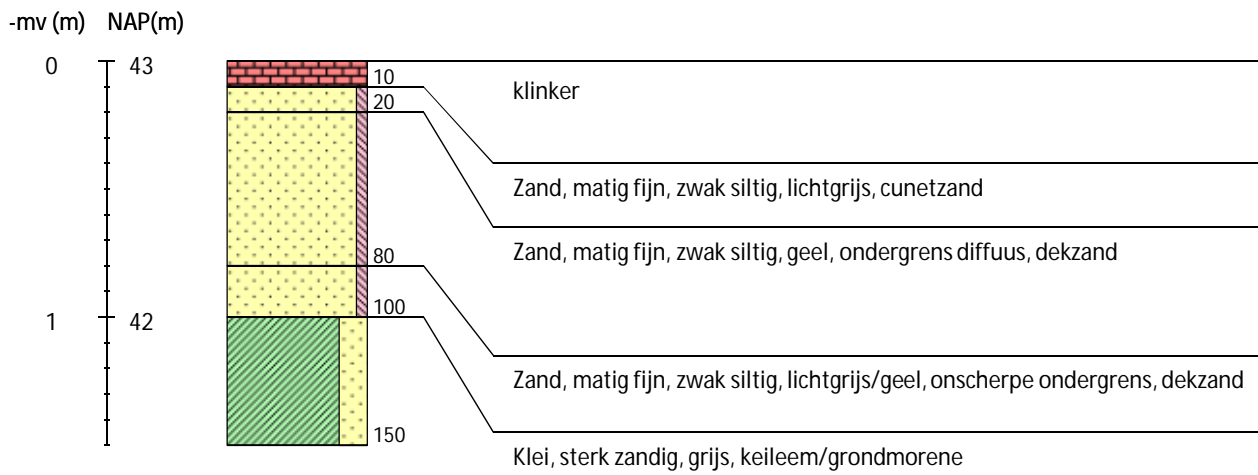 -mv (m) NAP(m)
0 43
10
klinker
20
Zand, matig fijn, zwak siltig, lichtgrijs, cunetzand
Zand, matig fijn, zwak siltig, geel, ondergrens diffuus, dekzand
80
100
1 42
Zand, matig fijn, zwak siltig, lichtgrijs/geel, onscherpe ondergrens, dekzand
150
Klei, sterk zandig, grijs, keileem/grondmorene